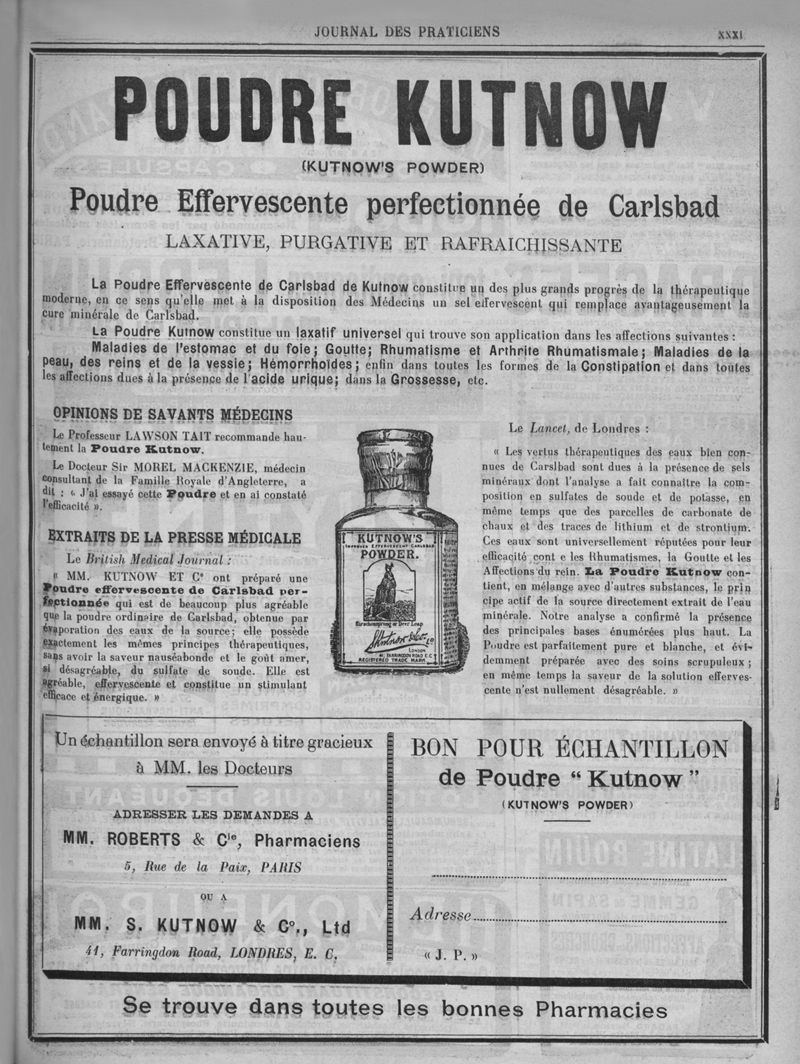 JOURNAL DES PRATICIENS
XXXI
POUDRE KUTNOW
(KUTNOW'S POWDER)
Poudre Effervescente perfectionnée de Carlsbad
LAXATIVE, PURGATIVE ET RAFRAICHISSANTE
La Poudre Effervescente de Carlsbad de Kutnow constitue un des plus grands progrès de la thérapeutique
moderne, en ce sens qu'elle met à la disposition des Médecins un sel effervescent qui remplace avantageusement la
cure minérale de Carlsbad.
La Poudre Kutnow constitue un laxatif universel qui trouve son application dans les affections suivantes :
Maladies de l'estomac et du foie; Goutte; Rhumatisme et Arthrite Rhumatismale; Maladies de la
peau, des reins et de la vessie; Hémorrhoïdes; enfin dans toutes les formes de la Constipation et dans toutes
les affections dues à la présence de l'acide urique; dans la Grossesse, etc.
OPINIONS DE SAVANTS MÉDECINS
Le Professeur LAWSON TAIT recommande hau-
tement la Poudre Kutnow.
Le Docteur Sir MOREL MACKENZIE, médecin
consultant de la Famille Royale d'Angleterre, a
dit : « J'ai essayé cette Poudre et en ai constaté
l'efficacité ».
EXTRAITS DE LA PRESSE MÉDICALE
Le British Medical Journal :
« MM. KUTNOW ET Cº ont préparé une
Poudre effervescente de Carlsbad per-
fectionnée qui est de beaucoup plus agréable
que la poudre ordinaire de Carlsbad, obtenue par
évaporation des eaux de la source; elle possède
exactement les mêmes principes thérapeutiques,
sans avoir la saveur nauséabonde et le goût amer,
si désagréable, du sulfate de soude. Elle est
agréable, effervescente et constitue un stimulant
efficace et énergique. »
KUTNOW'S
IMPROVED EFFERVESCENT CARLSBAD
POWDER.
Hirschensprung or Deer Leap
S. Kutnow & Co. Ld
LONDON
41, FARRINGDON ROAD E.C.
REGISTERED TRADE MARK
Le Lancet, de Londres :
« Les vertus thérapeutiques des eaux bien con-
nues de Carslbad sont dues à la présence de sels
minéraux dont l'analyse a fait connaître la com-
position en sulfates de soude et de potasse, en
même temps que des parcelles de carbonate de
chaux et des traces de lithium et de strontium.
Ces eaux sont universellement réputées pour leur
efficacité cont e les Rhumatismes, la Goutte et les
Affections du rein. La Poudre Kutnow con-
tient, en mélange avec d'autres substances, le prin
cipe actif de la source directement extrait de l'eau
minérale. Notre analyse a confirmé la présence
des principales bases énumérées plus haut. La
Poudre est parfaitement pure et blanche, et évi-
demment préparée avec des soins scrupuleux ;
en même temps la saveur de la solution efferves-
cente n'est nullement désagréable. »
Un échantillon sera envoyé à titre gracieux
à MM. les Docteurs
ADRESSER LES DEMANDES A
MM. ROBERTS & Cie, Pharmaciens
5, Rue de la Paix, PARIS
OU A
MM. S. KUTNOW & Cº., Ltd
41, Farringdon Road, LONDRES, E. C.
BON POUR ÉCHANTILLON
de Poudre "Kutnow"
(KUTNOW'S POWDER)
Adresse
« J. P. »
Se trouve dans toutes les bonnes Pharmacies